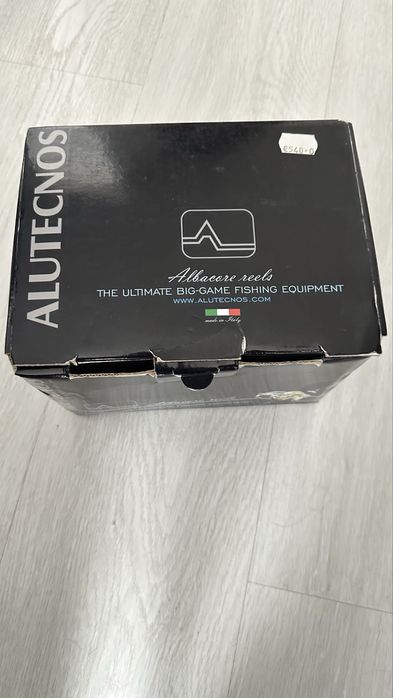 ALUTECNOS
€540.0
Albacore reels
THE ULTIMATE BIG-GAME FISHING EQUIPMENT
WWW.ALUTECNOS.COM
made in Italy